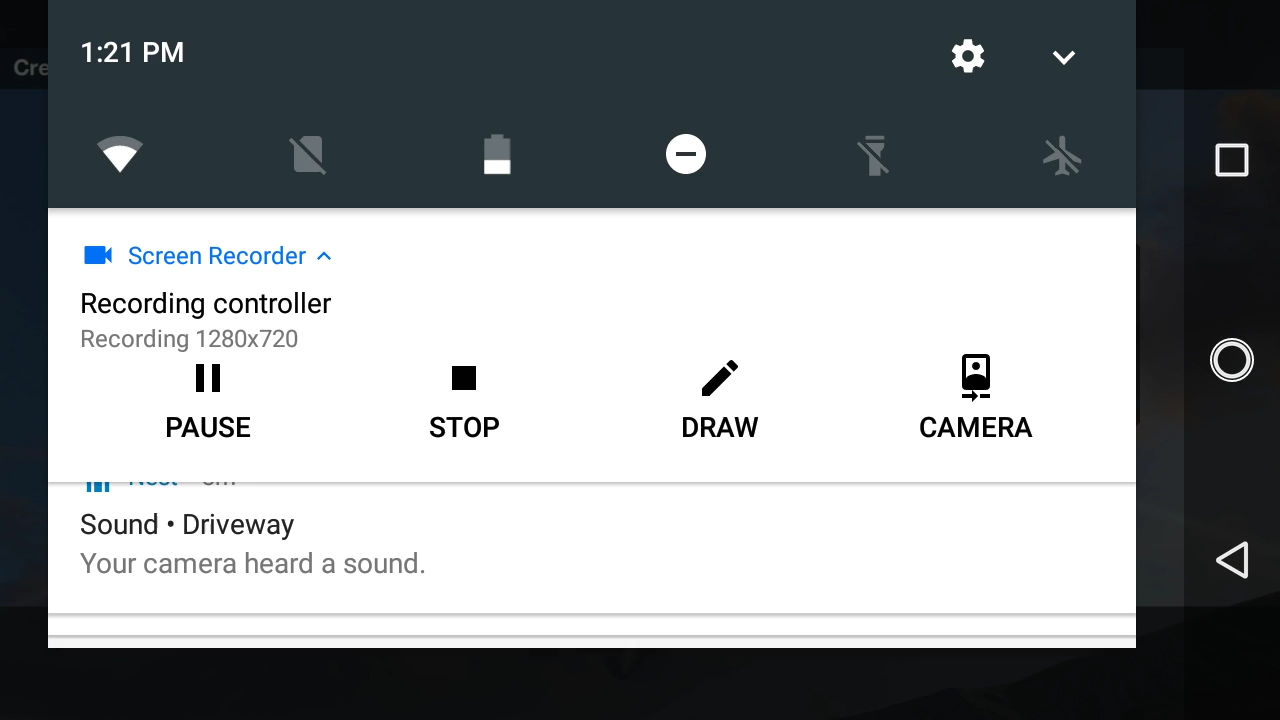 1:21 PM
Cre
Screen Recorder
Recording controller
Recording 1280x720
PAUSE
STOP
DRAW
CAMERA
Sound • Driveway
Your camera heard a sound.